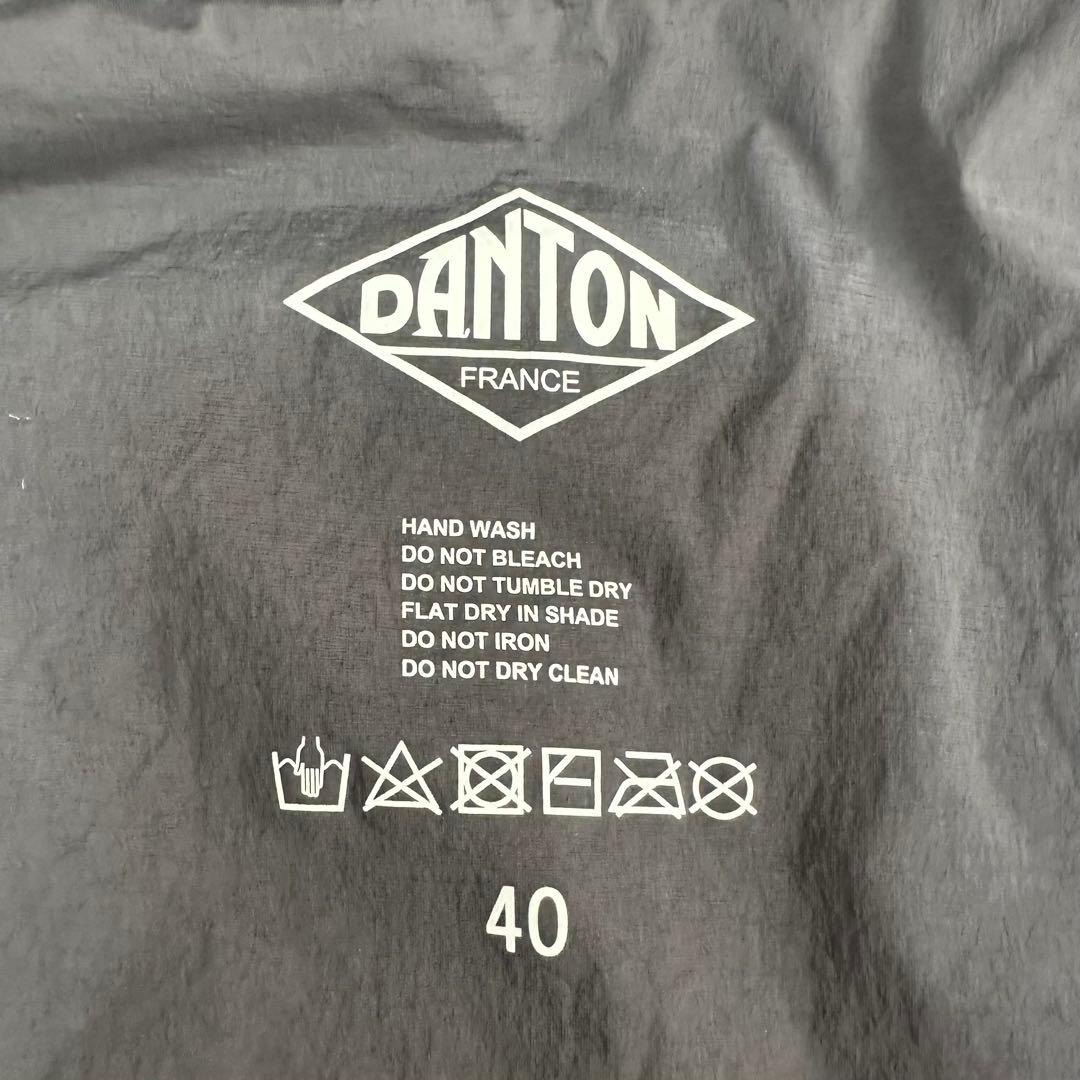 DANTON
FRANCE
HAND WASH
DO NOT BLEACH
DO NOT TUMBLE DRY
FLAT DRY IN SHADE
DO NOT IRON
DO NOT DRY CLEAN
40